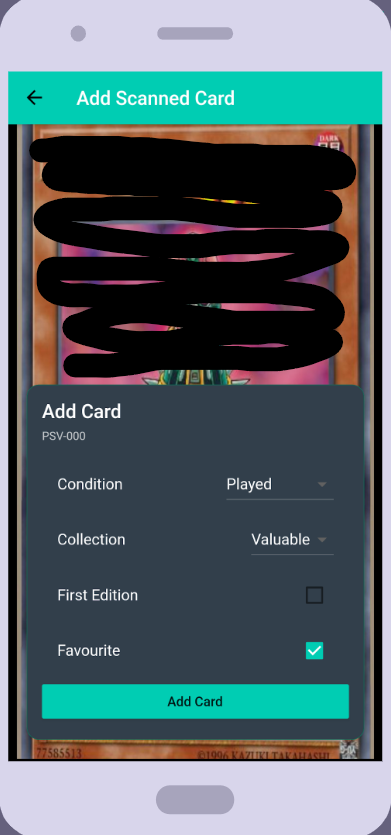 Add Scanned Card
DARK
Add Card
PSV-000
Condition
Played
Collection
Valuable
First Edition
Favourite
Add Card
77585513
©1996 KAZUKI TAKAHASHI